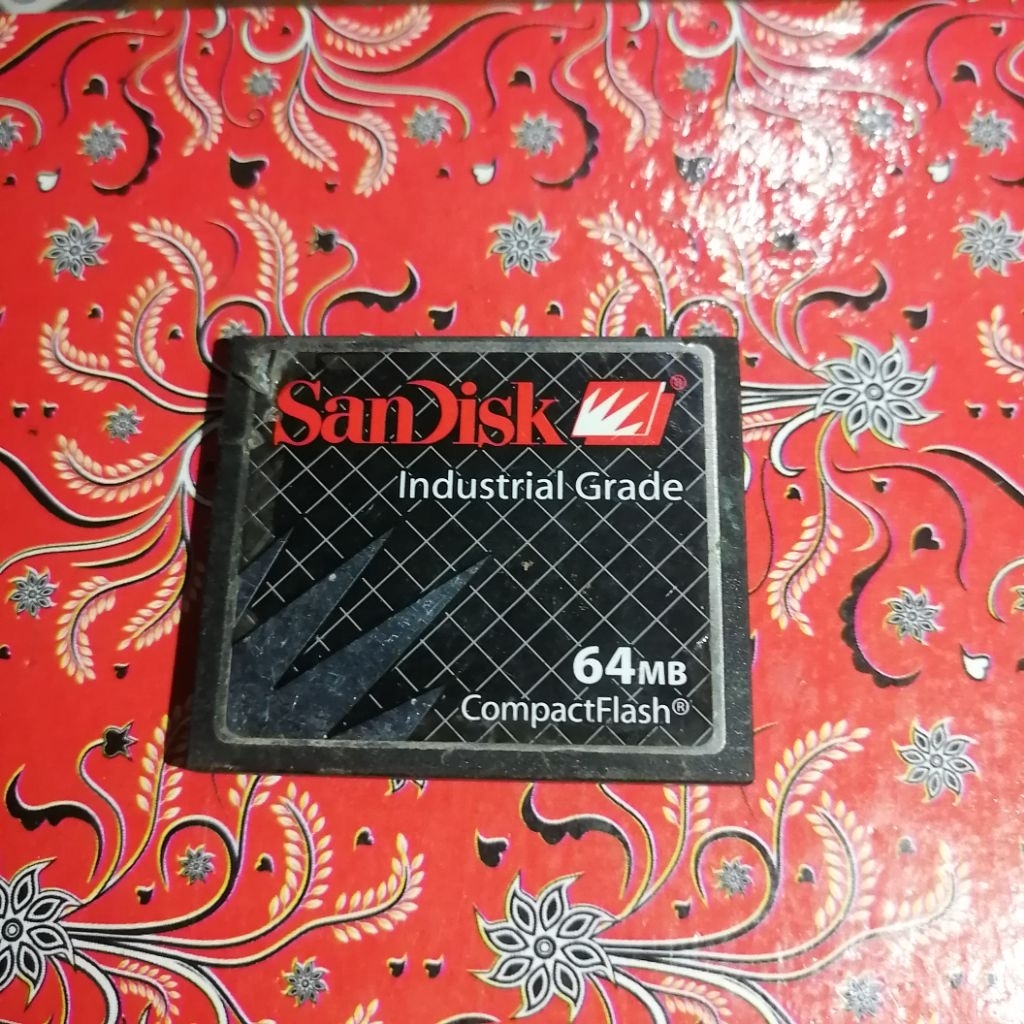 SanDisk®
Industrial Grade
64MB
CompactFlash®